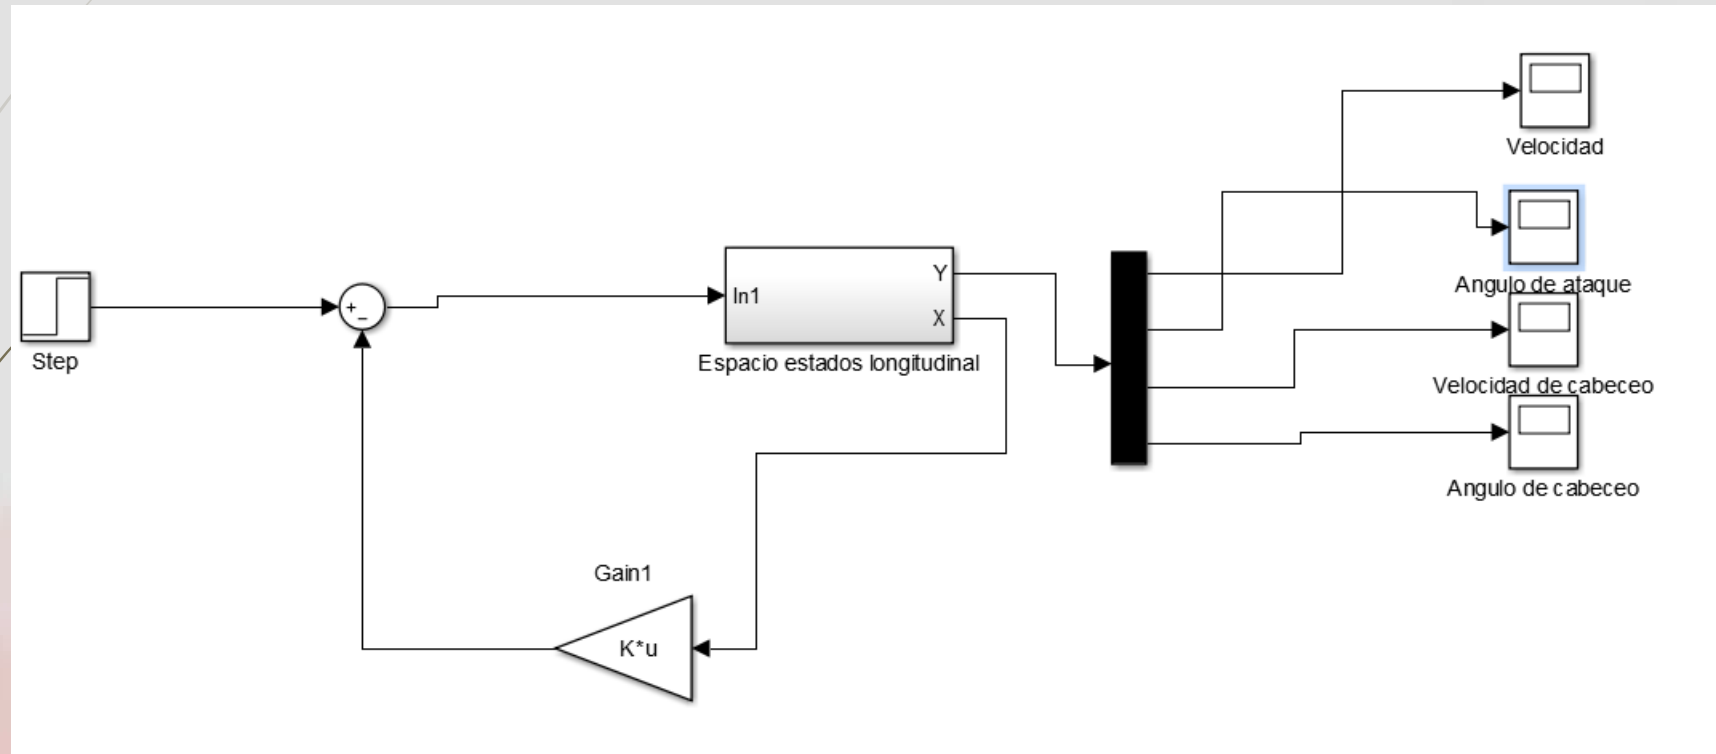 Velocidad
Angulo de ataque
Y
In1
X
+
_
Step
Espacio estados longitudinal
Velocidad de cabeceo
Angulo de cabeceo
Gain1
K*u